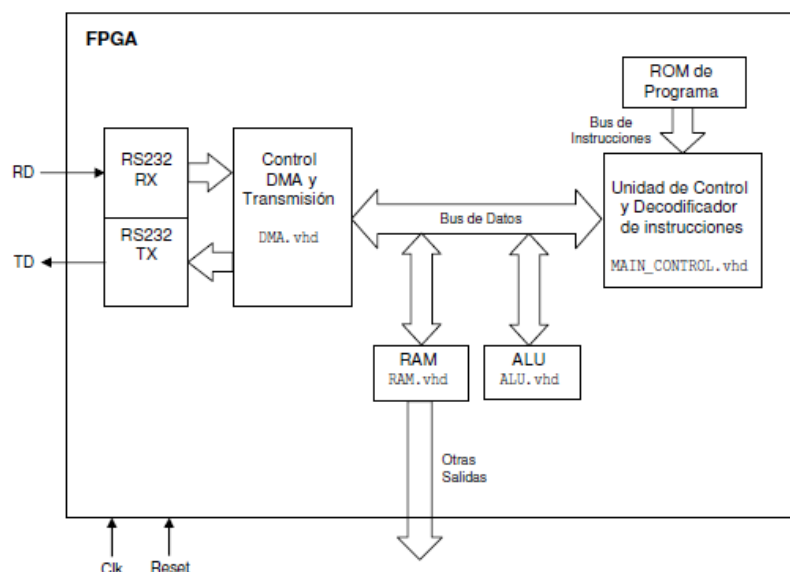 FPGA
ROM de
Programa
Bus de
Instrucciones
RS232
RX
Control
DMA y
Transmisión
DMA.vhd
RD
RS232
TX
TD
Bus de Datos
Unidad de Control
y Decodificador
de instrucciones
MAIN_CONTROL.vhd
RAM
RAM.vhd
ALU
ALU.vhd
Otras
Salidas
Clk
Reset